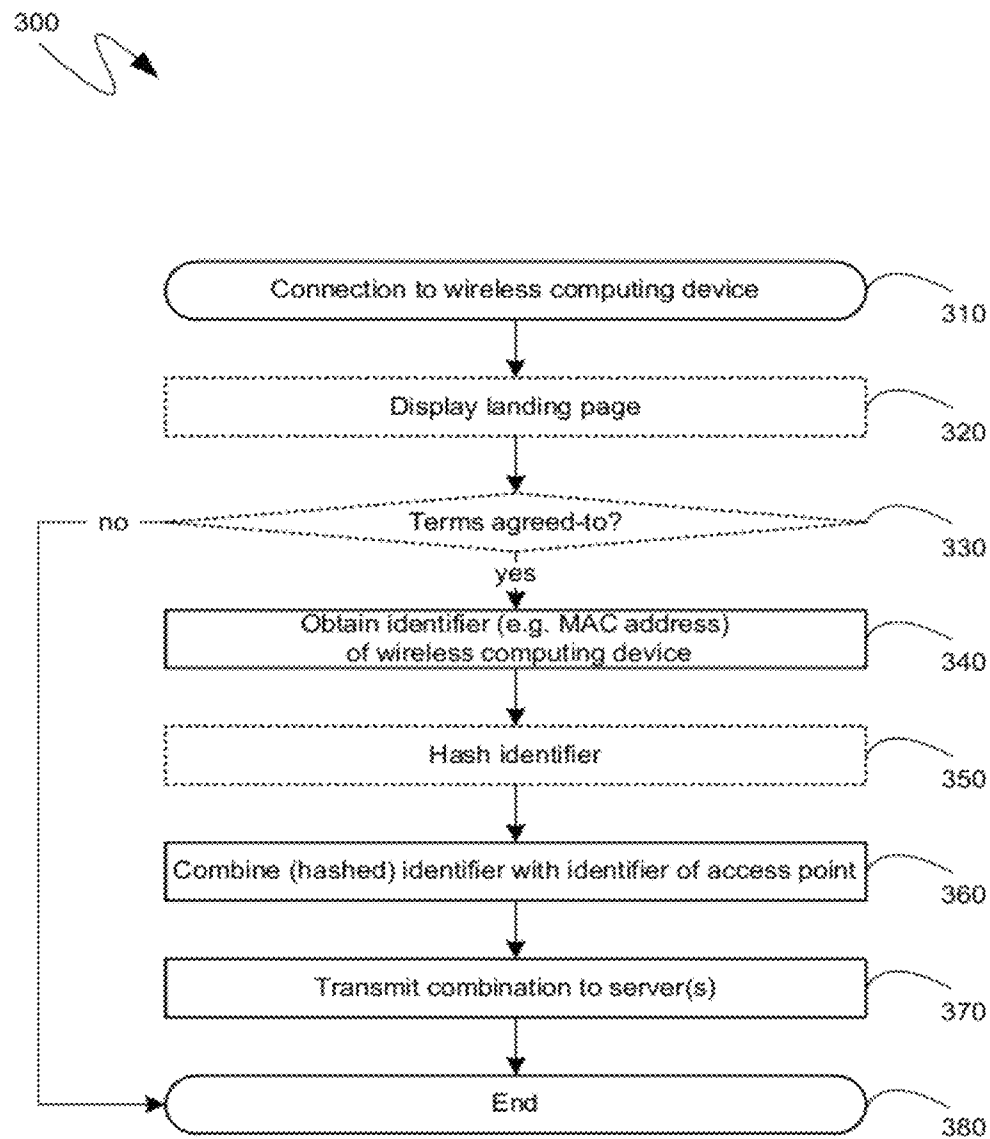 300
Connection to wireless computing device
310
Display landing page
320
no
Terms agreed-to?
330
yes
Obtain identifier (e.g. MAC address)
of wireless computing device
340
Hash identifier
350
Combine (hashed) identifier with identifier of access point
360
Transmit combination to server(s)
370
End
380